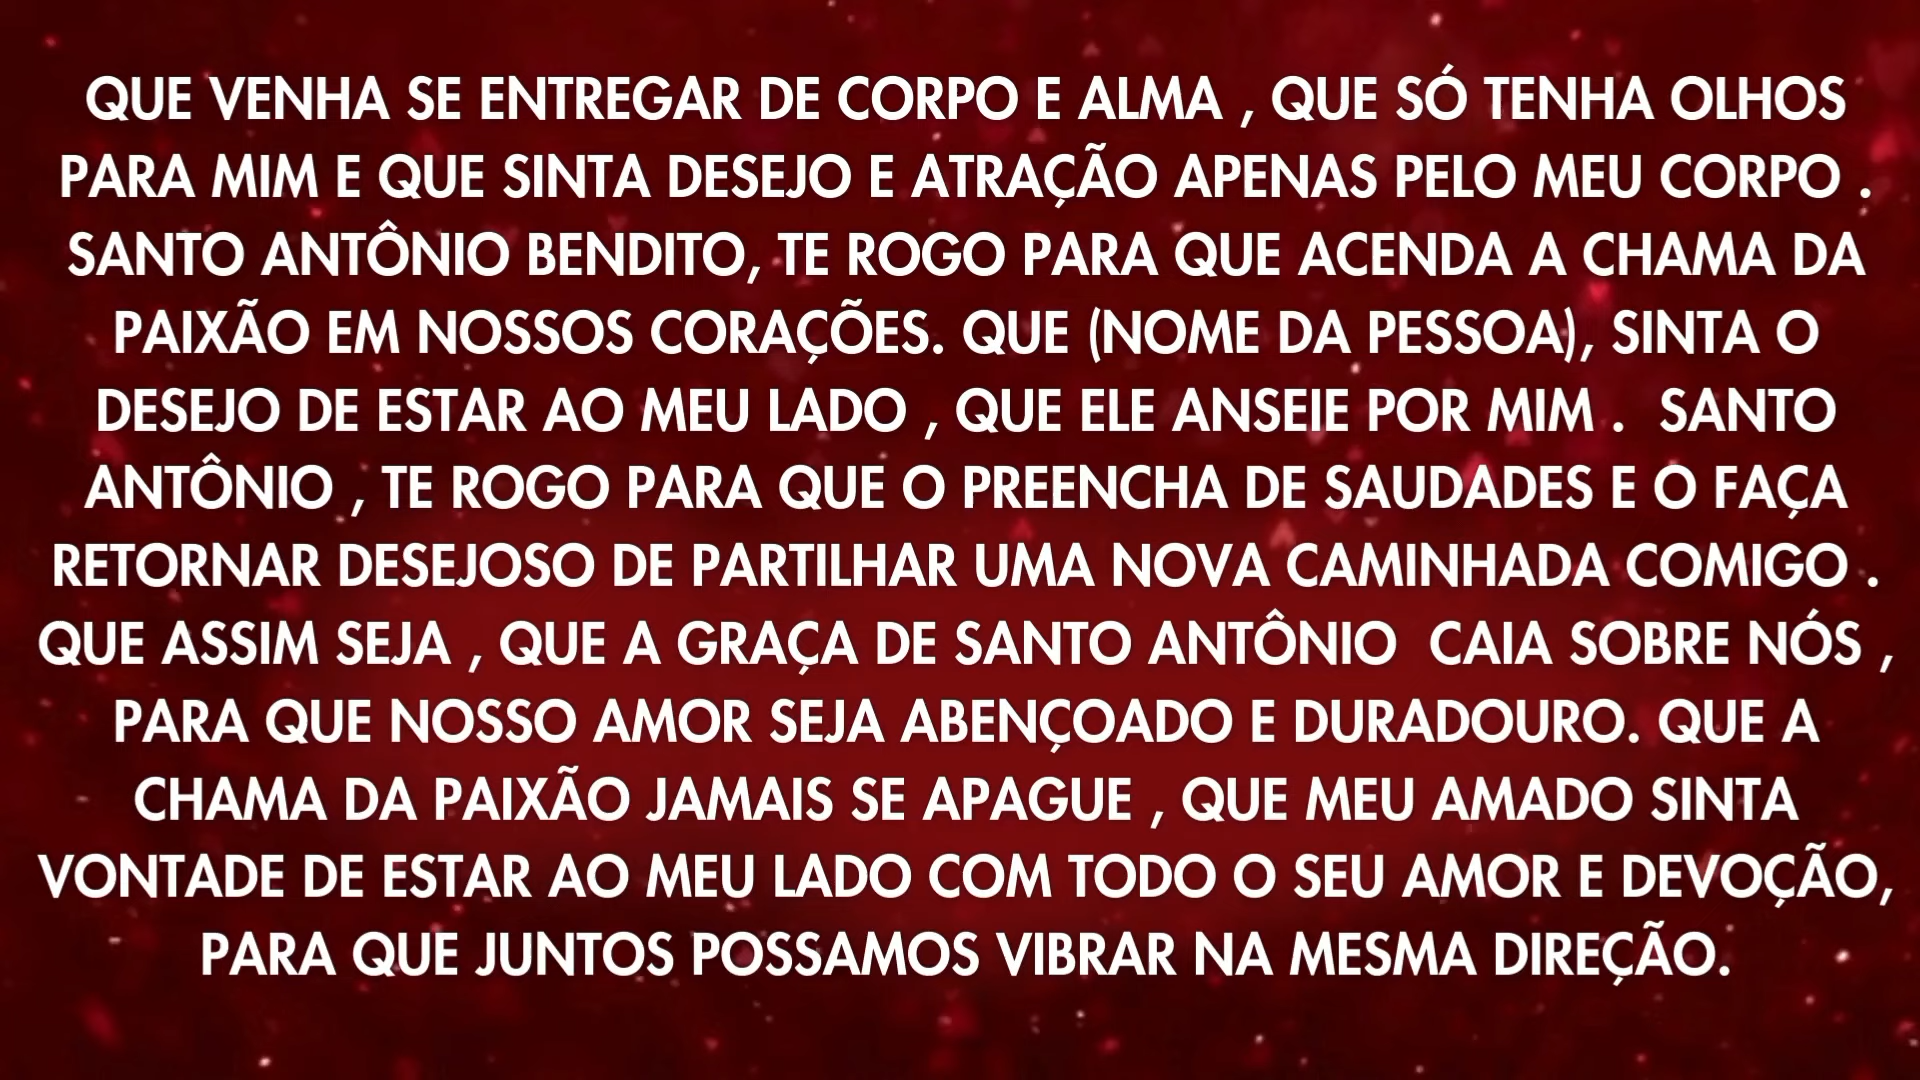 QUE VENHA SE ENTREGAR DE CORPO E ALMA , QUE SÓ TENHA OLHOS
PARA MIM E QUE SINTA DESEJO E ATRAÇÃO APENAS PELO MEU CORPO .
SANTO ANTÔNIO BENDITO, TE ROGO PARA QUE ACENDA A CHAMA DA
PAIXÃO EM NOSSOS CORAÇÕES. QUE (NOME DA PESSOA), SINTA O
DESEJO DE ESTAR AO MEU LADO , QUE ELE ANSEIE POR MIM .  SANTO
ANTÔNIO , TE ROGO PARA QUE O PREENCHA DE SAUDADES E O FAÇA
RETORNAR DESEJOSO DE PARTILHAR UMA NOVA CAMINHADA COMIGO .
QUE ASSIM SEJA , QUE A GRAÇA DE SANTO ANTÔNIO  CAIA SOBRE NÓS ,
PARA QUE NOSSO AMOR SEJA ABENÇOADO E DURADOURO. QUE A
CHAMA DA PAIXÃO JAMAIS SE APAGUE , QUE MEU AMADO SINTA
VONTADE DE ESTAR AO MEU LADO COM TODO O SEU AMOR E DEVOÇÃO,
PARA QUE JUNTOS POSSAMOS VIBRAR NA MESMA DIREÇÃO.